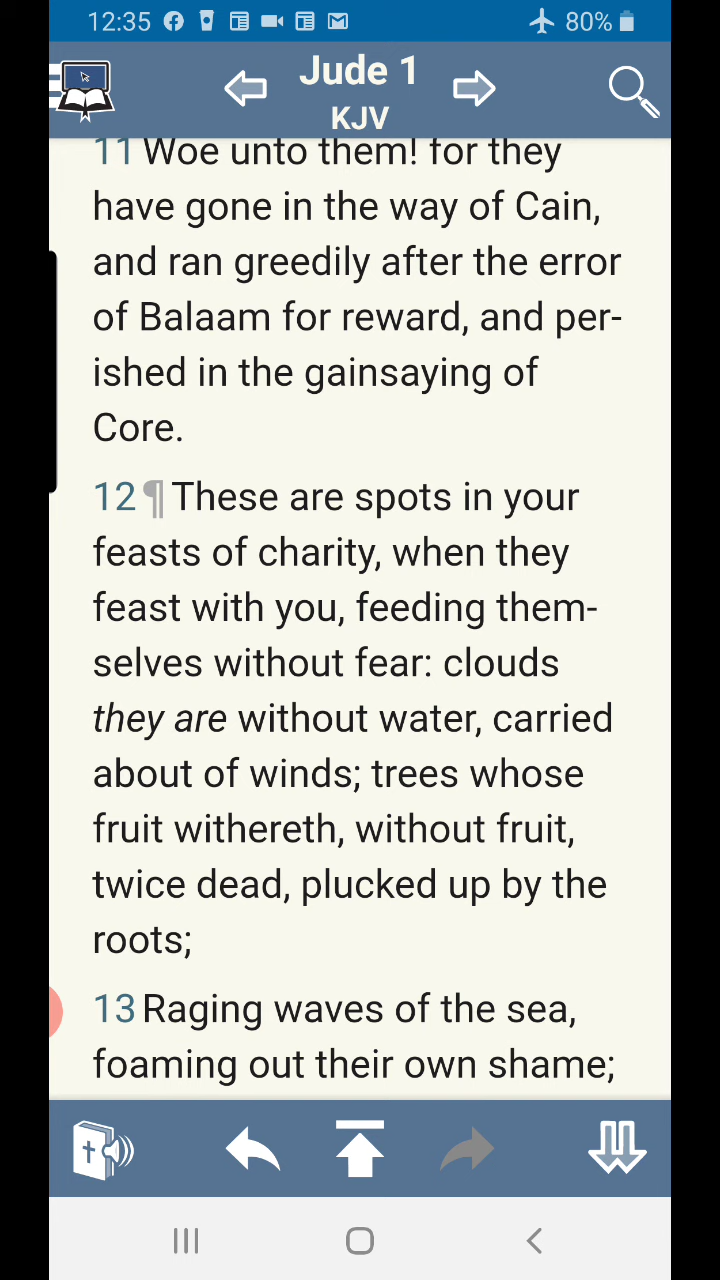 12:35 80%
Jude 1
KJV
11 Woe unto them! for they
have gone in the way of Cain,
and ran greedily after the error
of Balaam for reward, and per-
ished in the gainsaying of
Core.
12 ¶ These are spots in your
feasts of charity, when they
feast with you, feeding them-
selves without fear: clouds
they are without water, carried
about of winds; trees whose
fruit withereth, without fruit,
twice dead, plucked up by the
roots;
13 Raging waves of the sea,
foaming out their own shame;